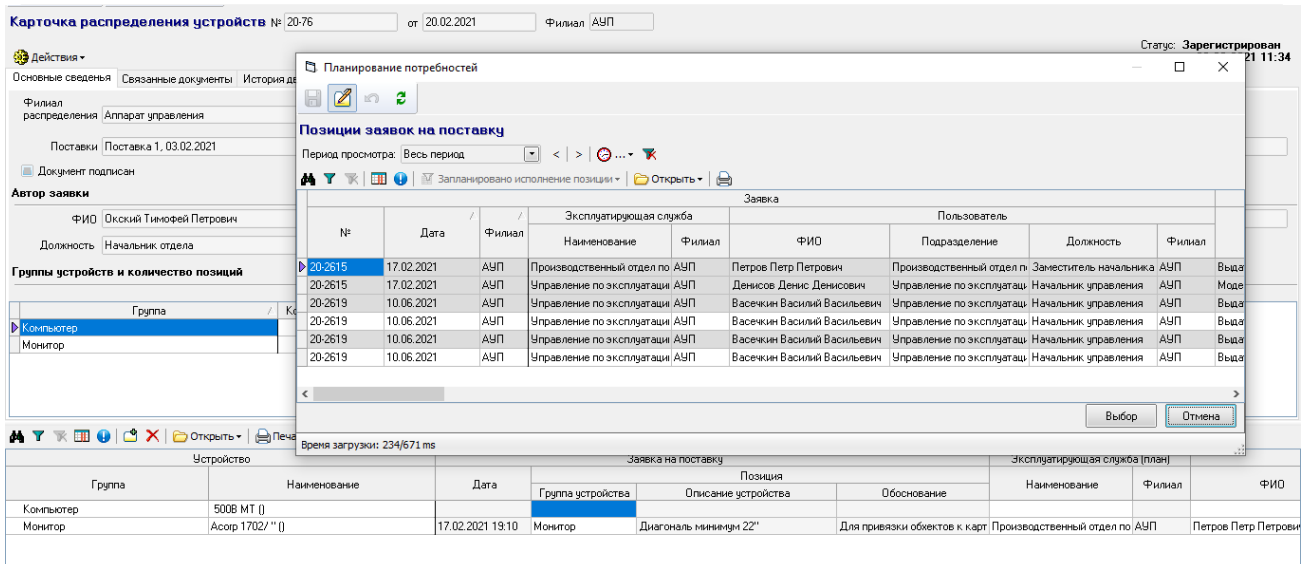 Карточка распределения устройств № 20-76 от 20.02.2021 Филиал АУП
Статус: Зарегистрирован
Действия
21 11:34
Основные сведенья Связанные документы История дв
Филиал распределения Аппарат управления
Поставки Поставка 1, 03.02.2021
Документ подписан
Автор заявки
ФИО Окский Тимофей Петрович
Должность Начальник отдела
Группы устройств и количество позиций
Группа / Ко
Компьютер
Монитор
Планирование потребностей
Позиции заявок на поставку
Период просмотра: Весь период < | > | ...
Запланировано исполнение позиции Открыть
Заявка
№ Дата / Филиал / Эксплуатирующая служба Пользователь
Наименование Филиал ФИО Подразделение Должность Филиал
20-2615 17.02.2021 АУП Производственный отдел по АУП Петров Петр Петрович Производственный отдел п Заместитель начальника АУП Выда
20-2615 17.02.2021 АУП Управление по эксплуатаци АУП Денисов Денис Денисович Управление по эксплуатаци Начальник управления АУП Моде
20-2619 10.06.2021 АУП Управление по эксплуатаци АУП Васечкин Василий Васильевич Управление по эксплуатаци Начальник управления АУП Выда
20-2619 10.06.2021 АУП Управление по эксплуатаци АУП Васечкин Василий Васильевич Управление по эксплуатаци Начальник управления АУП Выда
20-2619 10.06.2021 АУП Управление по эксплуатаци АУП Васечкин Василий Васильевич Управление по эксплуатаци Начальник управления АУП Выда
20-2619 10.06.2021 АУП Управление по эксплуатаци АУП Васечкин Василий Васильевич Управление по эксплуатаци Начальник управления АУП Выда
Выбор Отмена
Время загрузки: 234/671 ms
Открыть Печа
Устройство Заявка на поставку Эксплуатирующая служба (план)
Группа Наименование Дата Позиция Наименование Филиал ФИО
Группа устройства Описание устройства Обоснование
Компьютер 500B MT ()
Монитор Acorp 1702/ " () 17.02.2021 19:10 Монитор Диагональ минимум 22" Для привязки обхектов к карт Производственный отдел по АУП Петров Петр Петрови